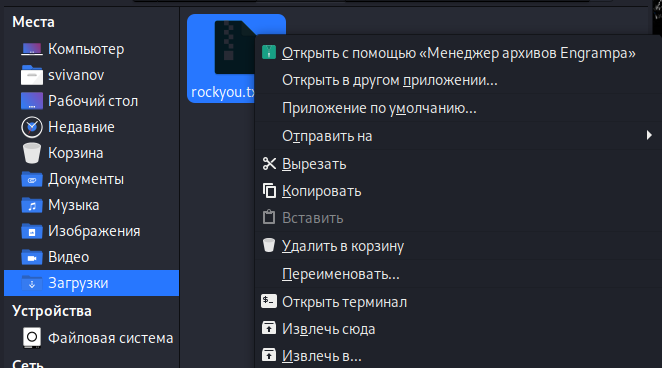 Места
Компьютер
svivanov
Рабочий стол
Недавние
Корзина
Документы
Музыка
Изображения
Видео
Загрузки
Устройства
Файловая система
Сеть
rockyou.tx
Открыть с помощью «Менеджер архивов Engrampa»
Открыть в другом приложении...
Приложение по умолчанию...
Отправить на
Вырезать
Копировать
Вставить
Удалить в корзину
Переименовать...
Открыть терминал
Извлечь сюда
Извлечь в...